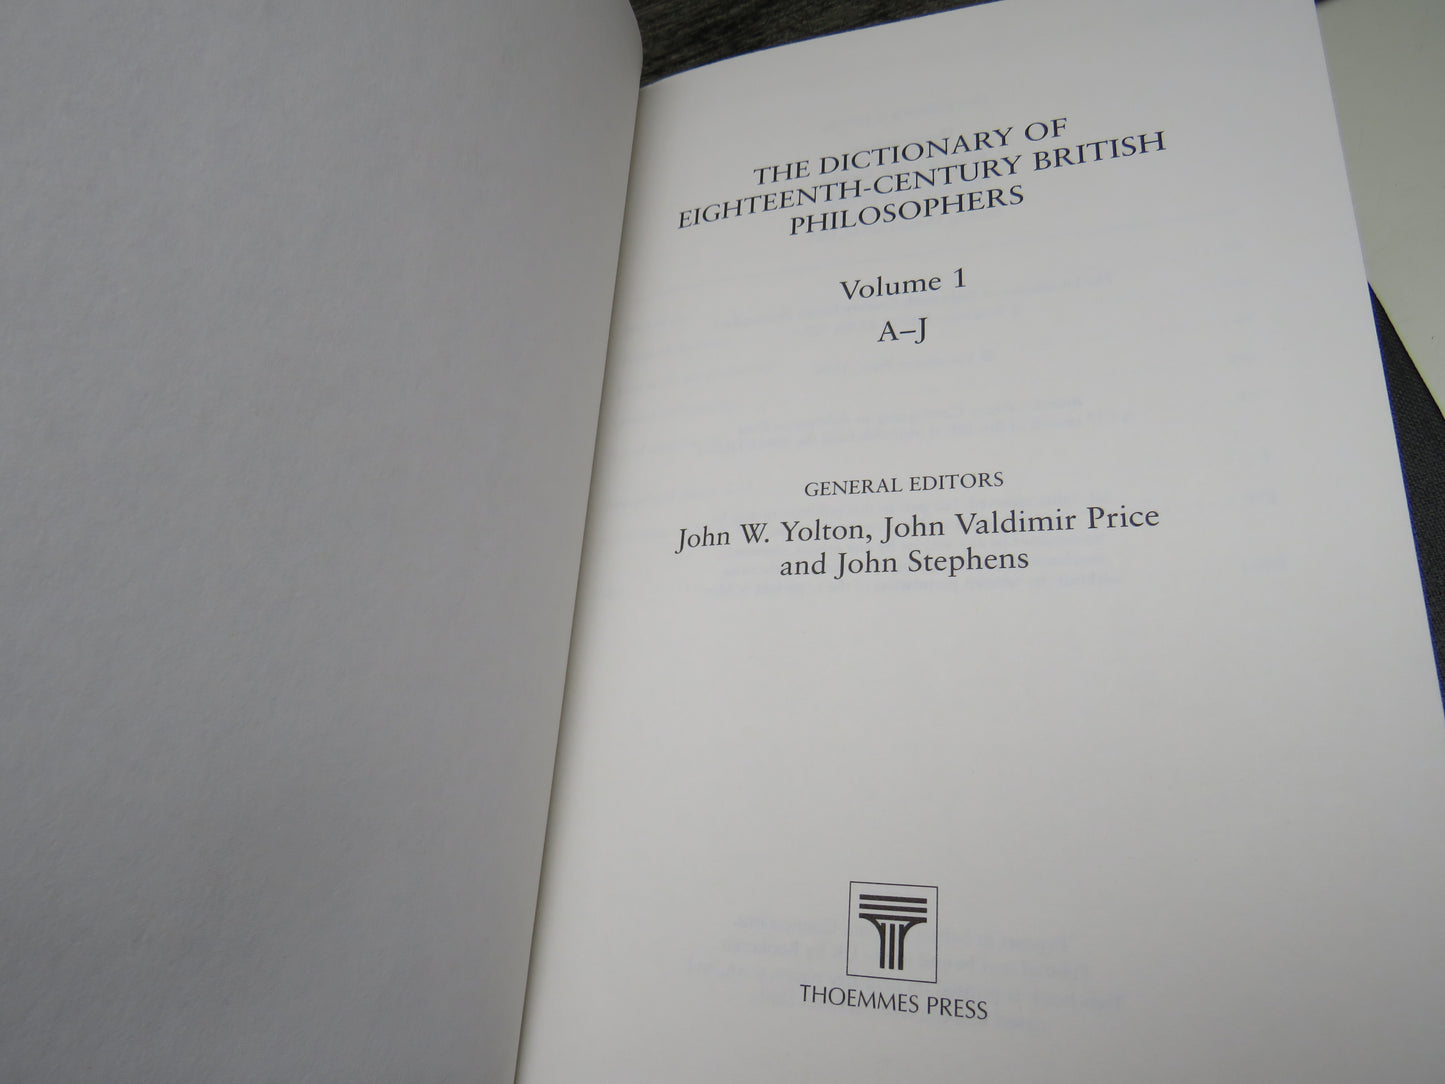 THE DICTIONARY OF
EIGHTEENTH-CENTURY BRITISH
PHILOSOPHERS
Volume 1
A–J
GENERAL EDITORS
John W. Yolton, John Valdimir Price
and John Stephens
THOEMMES PRESS